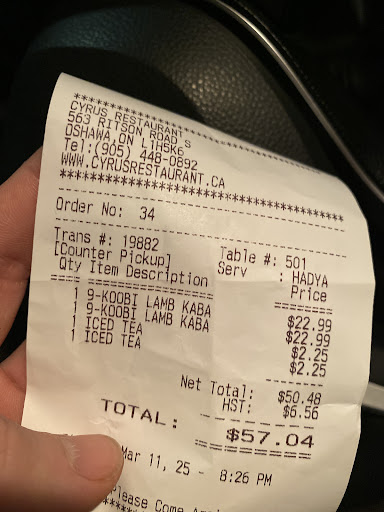 ************************************
CYRUS RESTAURANT
563 RITSON ROAD S
OSHAWA ON L1H5K6
Tel:(905) 448-0892
WWW.CYRUSRESTAURANT.CA
************************************
Order No: 34
Trans #: 19882 Table #: 501
[Counter Pickup] Serv : HADYA
Qty Item Description Price
1 9-KOOBI LAMB KABA $22.99
1 9-KOOBI LAMB KABA $22.99
1 ICED TEA $2.25
1 ICED TEA $2.25
Net Total: $50.48
HST: $6.56
TOTAL: $57.04
Mar 11, 25 - 8:26 PM
Please Come